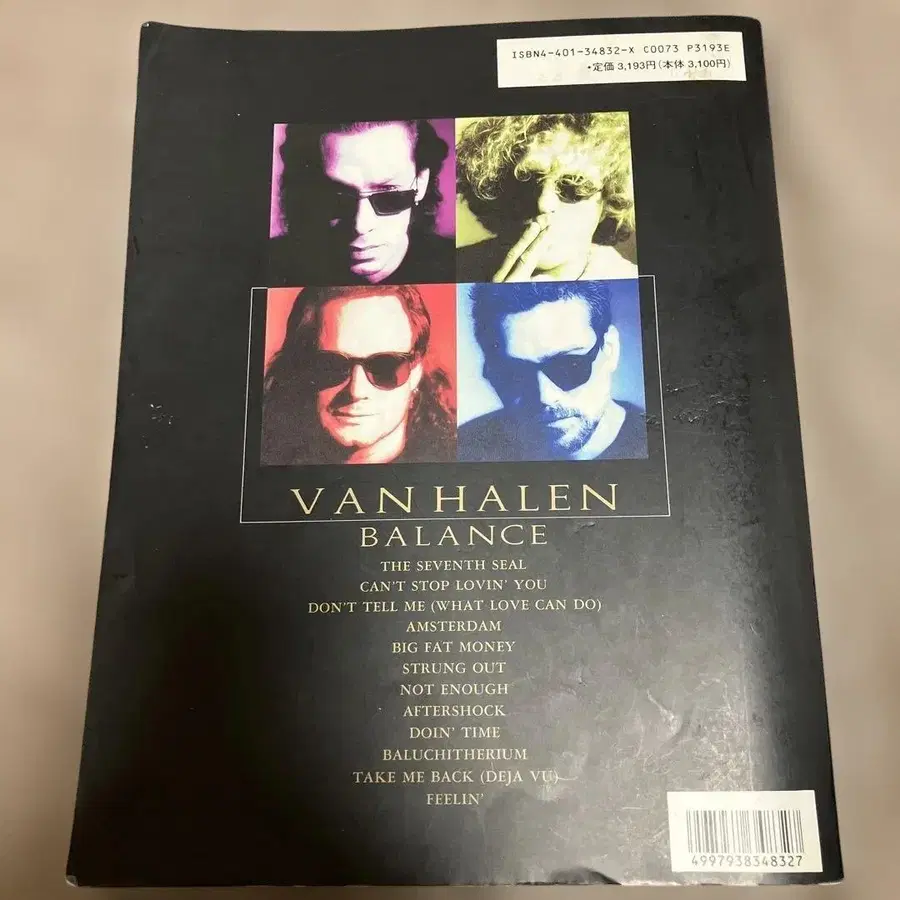 ISBN4-401-34832-X C0073 P3193E
•定価3,193円(本体3,100円)
VAN HALEN
BALANCE
THE SEVENTH SEAL
CAN'T STOP LOVIN' YOU
DON'T TELL ME (WHAT LOVE CAN DO)
AMSTERDAM
BIG FAT MONEY
STRUNG OUT
NOT ENOUGH
AFTERSHOCK
DOIN' TIME
BALUCHITHERIUM
TAKE ME BACK (DEJA VU)
FEELIN'
4997938348327